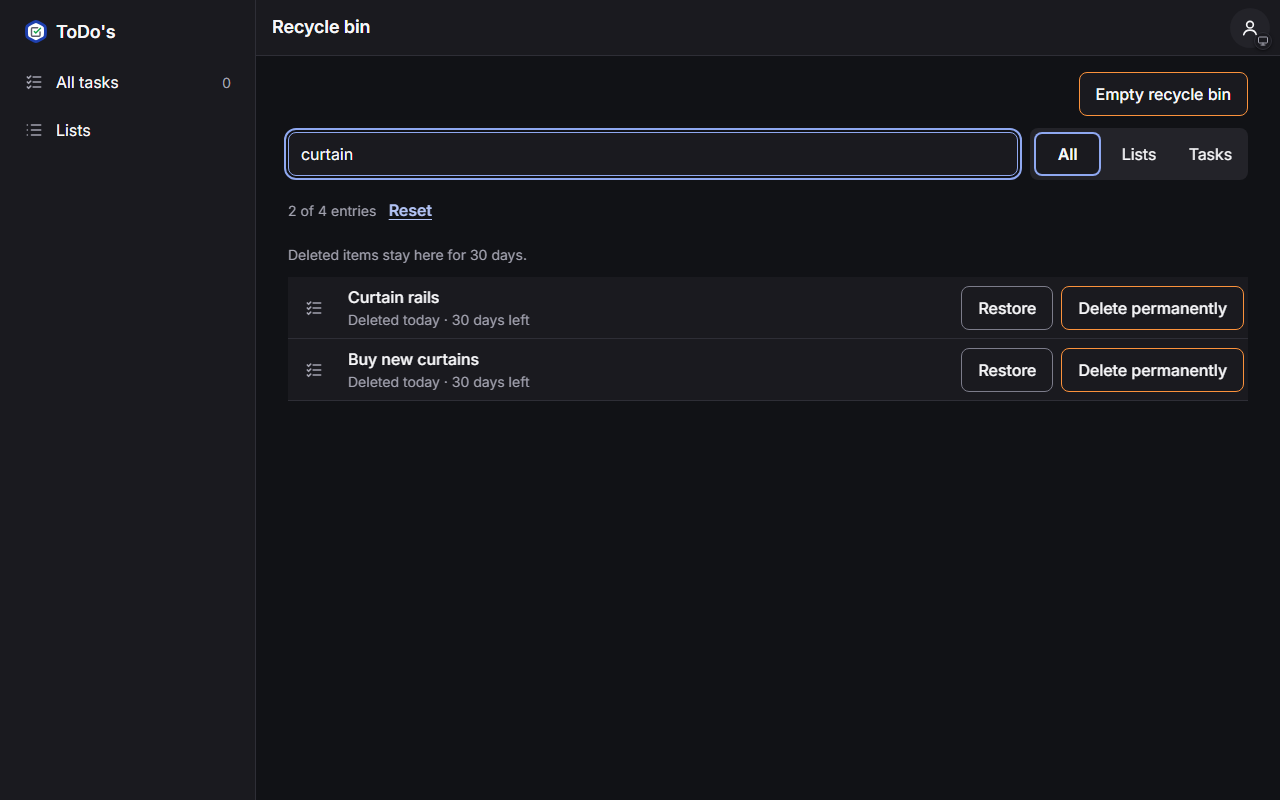 ToDo's
Recycle bin
All tasks 0
Lists
Empty recycle bin
curtain
All Lists Tasks
2 of 4 entries Reset
Deleted items stay here for 30 days.
Curtain rails
Deleted today · 30 days left
Restore Delete permanently
Buy new curtains
Deleted today · 30 days left
Restore Delete permanently